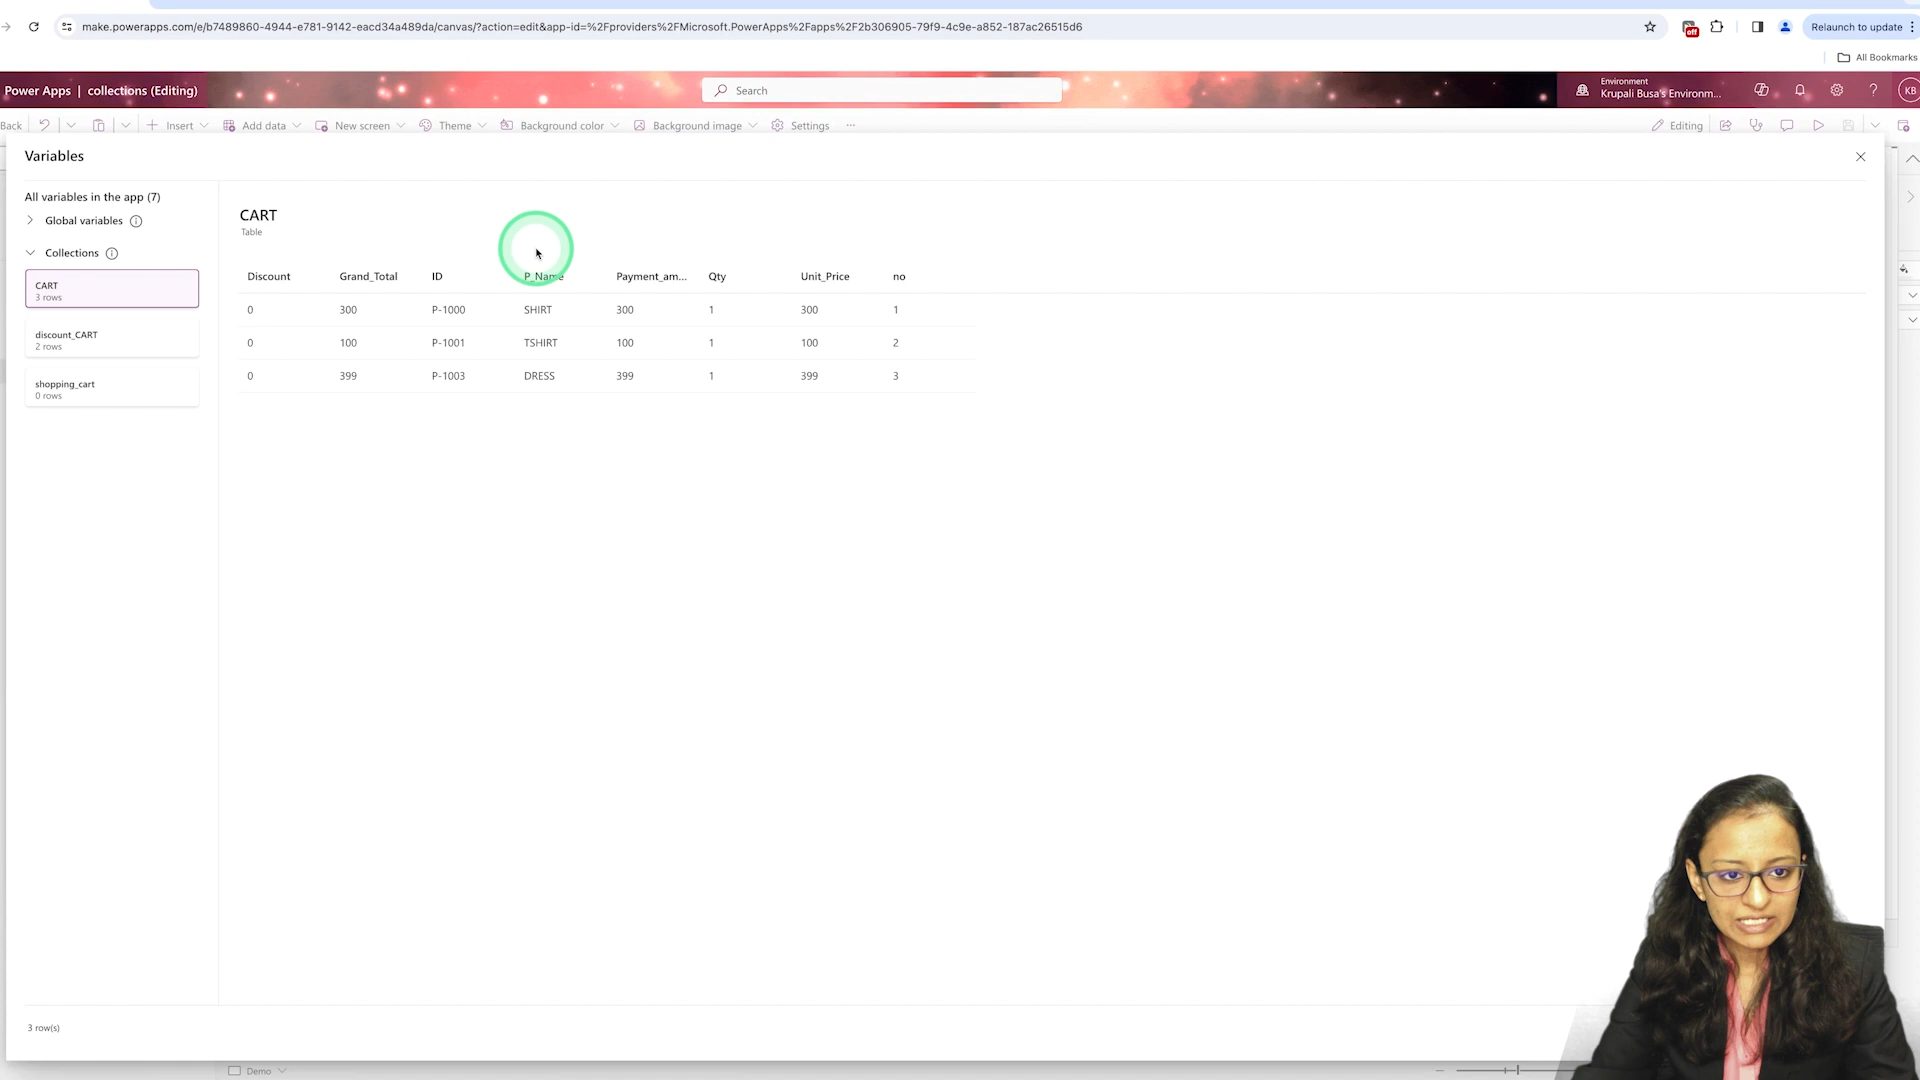 make.powerapps.com/e/b7489860-4944-e781-9142-eacd34a489da/canvas/?action=edit&app-id=%2Fproviders%2FMicrosoft.PowerApps%2Fapps%2F2b306905-79f9-4c9e-a852-187ac26515d6
off
Relaunch to update
All Bookmarks
Power Apps | collections (Editing)
Search
Environment
Krupali Busa's Environm...
KB
Back
Insert
Add data
New screen
Theme
Background color
Background image
Settings
...
Editing
Variables
All variables in the app (7)
Global variables
Collections
CART
3 rows
discount_CART
2 rows
shopping_cart
0 rows
CART
Table
Discount Grand_Total ID P_Name Payment_am... Qty Unit_Price no
0 300 P-1000 SHIRT 300 1 300 1
0 100 P-1001 TSHIRT 100 1 100 2
0 399 P-1003 DRESS 399 1 399 3
3 row(s)
Demo